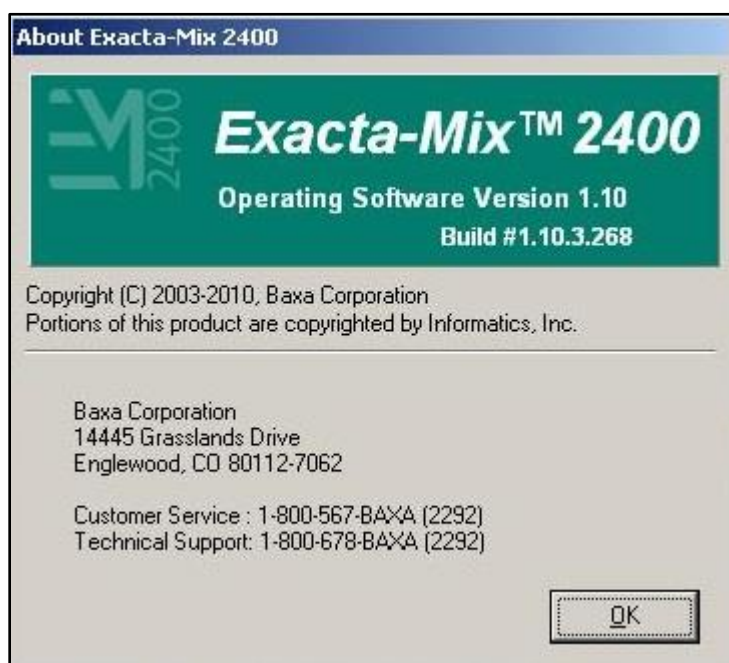 About Exacta-Mix 2400
EM
2400
Exacta-Mix™ 2400
Operating Software Version 1.10
Build #1.10.3.268
Copyright (C) 2003-2010, Baxa Corporation
Portions of this product are copyrighted by Informatics, Inc.
Baxa Corporation
14445 Grasslands Drive
Englewood, CO 80112-7062
Customer Service : 1-800-567-BAXA (2292)
Technical Support: 1-800-678-BAXA (2292)
OK